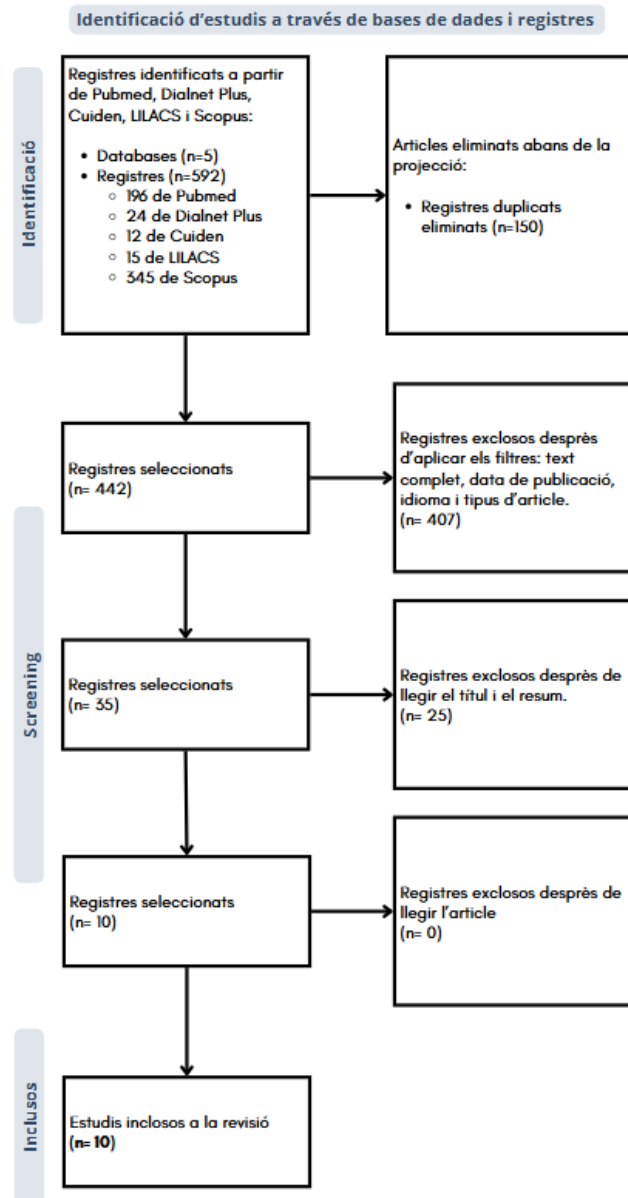 Identificació d'estudis a través de bases de dades i registres
Identificació
Registres identificats a partir
de Pubmed, Dialnet Plus,
Cuiden, LILACS i Scopus:
• Databases (n=5)
• Registres (n=592)
○ 196 de Pubmed
○ 24 de Dialnet Plus
○ 12 de Cuiden
○ 15 de LILACS
○ 345 de Scopus
Articles eliminats abans de la
projecció:
• Registres duplicats
eliminats (n=150)
Screening
Registres seleccionats
(n= 442)
Registres exclosos desprès
d'aplicar els filtres: text
complet, data de publicació,
idioma i tipus d'article.
(n= 407)
Registres seleccionats
(n= 35)
Registres exclosos desprès de
llegir el títul i el resum.
(n= 25)
Registres seleccionats
(n= 10)
Registres exclosos desprès de
llegir l'article
(n= 0)
Inclusos
Estudis inclosos a la revisió
(n= 10)